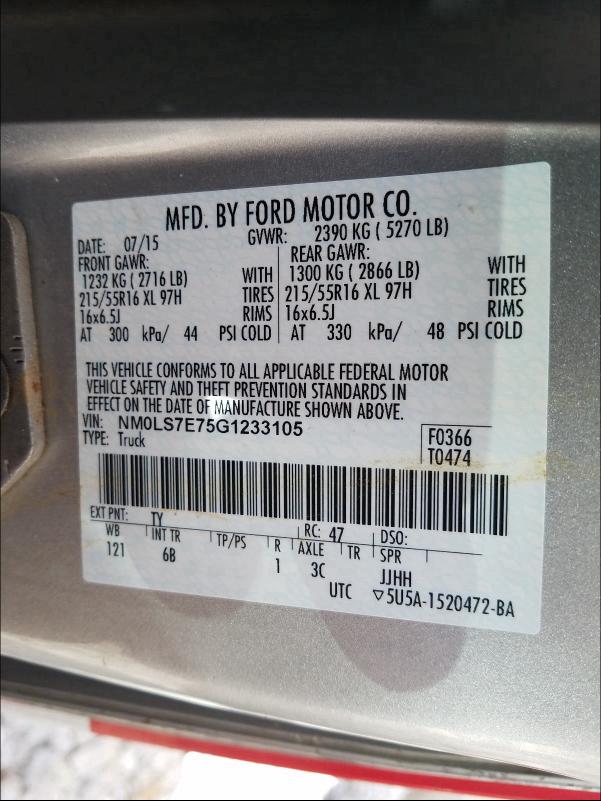 MFD. BY FORD MOTOR CO.
DATE: 07/15 GVWR: 2390 KG ( 5270 LB)
FRONT GAWR: REAR GAWR:
1232 KG ( 2716 LB) WITH 1300 KG ( 2866 LB) WITH
215/55R16 XL 97H TIRES 215/55R16 XL 97H TIRES
16x6.5J RIMS 16x6.5J RIMS
AT 300 kPa/ 44 PSI COLD AT 330 kPa/ 48 PSI COLD
THIS VEHICLE CONFORMS TO ALL APPLICABLE FEDERAL MOTOR
VEHICLE SAFETY AND THEFT PREVENTION STANDARDS IN
EFFECT ON THE DATE OF MANUFACTURE SHOWN ABOVE.
VIN: NM0LS7E75G1233105
TYPE: Truck
F0366
T0474
EXT PNT: TY RC: 47 DSO:
WB INT TR TP/PS R AXLE TR SPR
121 6B 1 3C JJHH
UTC ▽5U5A-1520472-BA